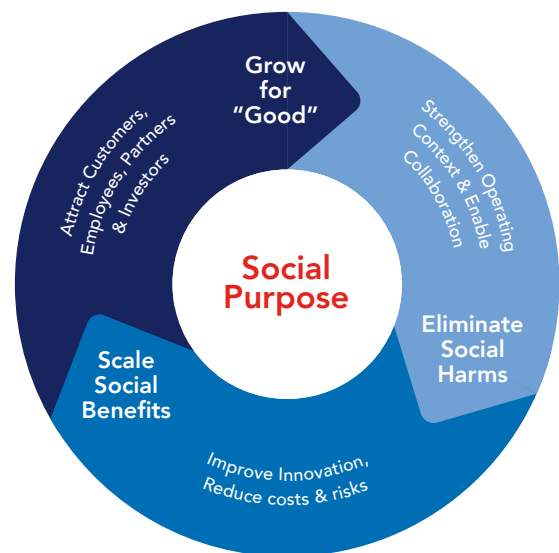 Grow
for
"Good"
Strengthen Operating
Context & Enable
Collaboration
Eliminate
Social
Harms
Improve Innovation,
Reduce costs & risks
Scale
Social
Benefits
Attract Customers,
Employees, Partners
& Investors
Social
Purpose